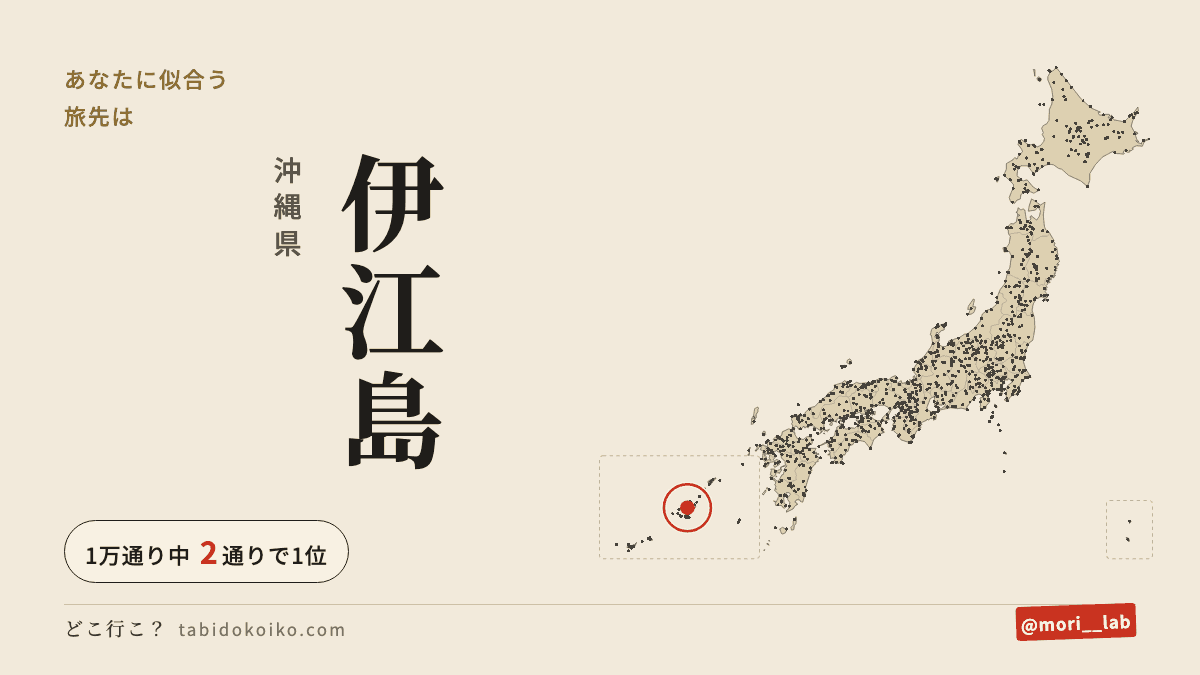 あなたに似合う
旅先は
伊江島
沖縄県
1万通り中 2通りで1位
どこ行こ? tabidokoiko.com
@mori__lab